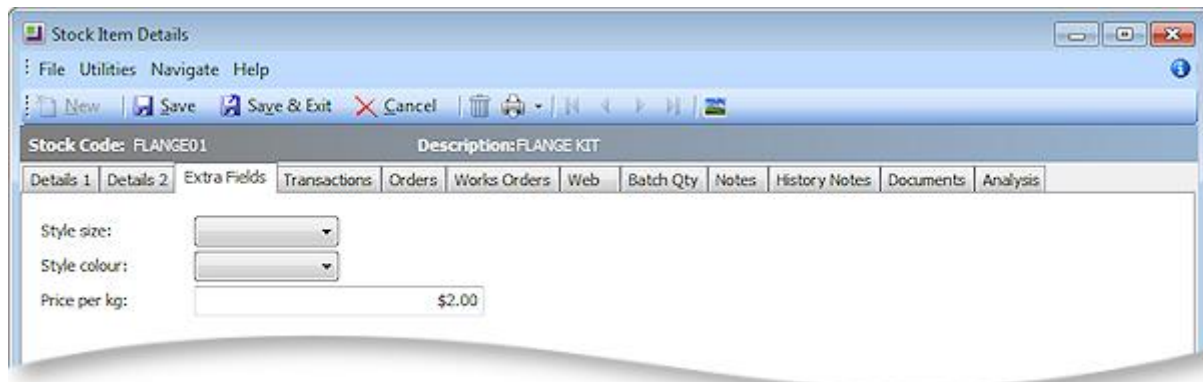 Stock Item Details
File Utilities Navigate Help
New Save Save & Exit Cancel
Stock Code: FLANGE01 Description:FLANGE KIT
Details 1 Details 2 Extra Fields Transactions Orders Works Orders Web Batch Qty Notes History Notes Documents Analysis
Style size:
Style colour:
Price per kg: $2.00